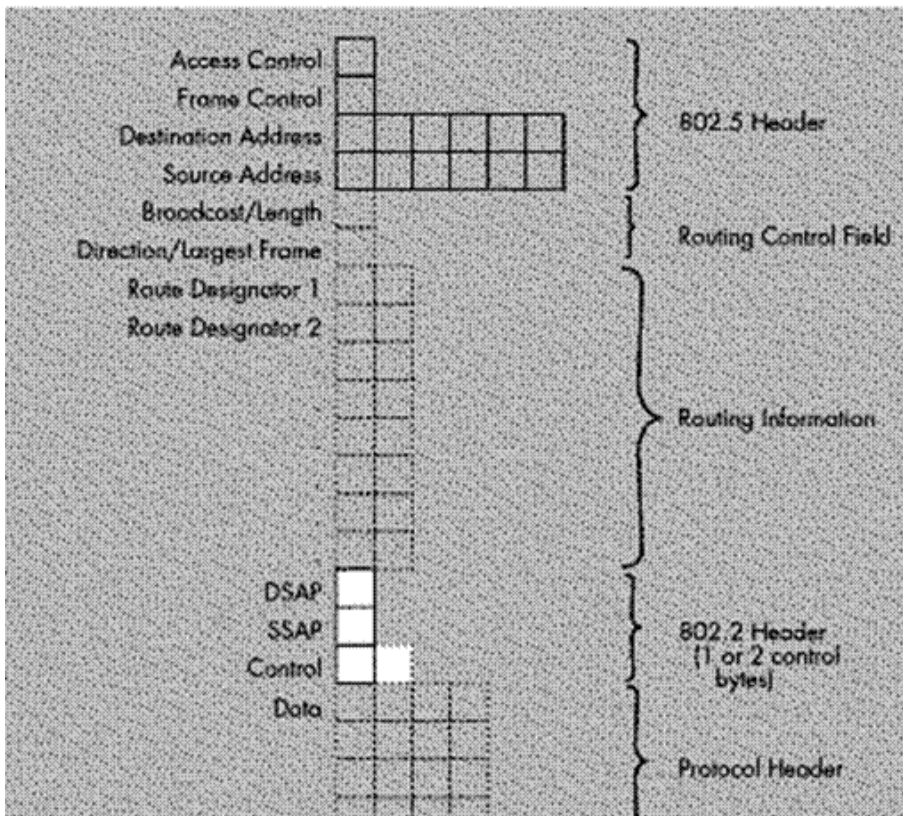 Access Control
Frame Control
Destination Address
Source Address
802.5 Header
Broadcast/Length
Direction/Largest Frame
Routing Control Field
Route Designator 1
Route Designator 2
Routing Information
DSAP
SSAP
Control
802.2 Header
(1 or 2 control
bytes)
Data
Protocol Header